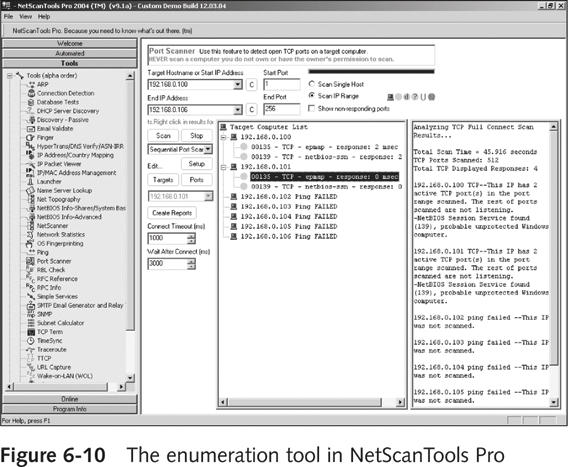 - NetScanTools Pro 2004 (TM) (v9.1a) - Custom Demo Build 12.03.04
File View Help
NetScanTools Pro. Because you need to know what's out there. (tm)
Welcome
Automated
Tools
Tools (alpha order)
ARP
Connection Detection
Database Tests
DHCP Server Discovery
Discovery - Passive
Email Validate
Finger
HyperTrans/DNS Verify/ASN-IRR
IP Address/Country Mapping
IP Packet Viewer
IP/MAC Address Management
Launcher
Name Server Lookup
Net Topography
NetBIOS Info-Shares/System Bas
NetBIOS Info-Advanced
NetScanner
Network Statistics
OS Fingerprinting
Ping
Port Scanner
RBL Check
RFC Reference
RPC Info
Simple Services
SMTP Email Generator and Relay
SNMP
Subnet Calculator
TCP Term
TimeSync
Traceroute
TTCP
URL Capture
Wake-on-LAN (WOL)
Online
Program Info
For Help, press F1
Port Scanner Use this feature to detect open TCP ports on a target computer.
NEVER scan a computer you do not own or have the owner's permission to scan.
Target Hostname or Start IP Address
192.168.0.100
Start Port
1
Scan Single Host
End IP Address
192.168.0.106
End Port
256
Scan IP Range
Show non-responding ports
ts.Right click in results for
Scan Stop
Sequential Port Scar
Edit... Setup
Targets Ports
192.168.0.101
Create Reports
Connect Timeout (ms)
1000
Wait After Connect (ms)
3000
Target Computer List
192.168.0.100
00135 - TCP - epmap - response: 2 msec
00139 - TCP - netbios-ssn - response: 2
192.168.0.101
00135 - TCP - epmap - response: 0 msec
00139 - TCP - netbios-ssn - response: 0
192.168.0.102 Ping FAILED
192.168.0.103 Ping FAILED
192.168.0.104 Ping FAILED
192.168.0.105 Ping FAILED
192.168.0.106 Ping FAILED
Analyzing TCP Full Connect Scan
Results...
Total Scan Time = 45.916 seconds
TCP Ports Scanned: 512
Total TCP Displayed Responses: 4
192.168.0.100 TCP--This IP has 2
active TCP port(s) in the port
range scanned. The rest of ports
scanned are not listening.
-NetBIOS Session Service found
(139), probable unprotected Windows
computer.
192.168.0.101 TCP--This IP has 2
active TCP port(s) in the port
range scanned. The rest of ports
scanned are not listening.
-NetBIOS Session Service found
(139), probable unprotected Windows
computer.
192.168.0.102 ping failed --This IP
was not scanned.
192.168.0.103 ping failed --This IP
was not scanned.
192.168.0.104 ping failed --This IP
was not scanned.
192.168.0.105 ping failed --This IP
was not scanned.
Figure 6-10 The enumeration tool in NetScanTools Pro